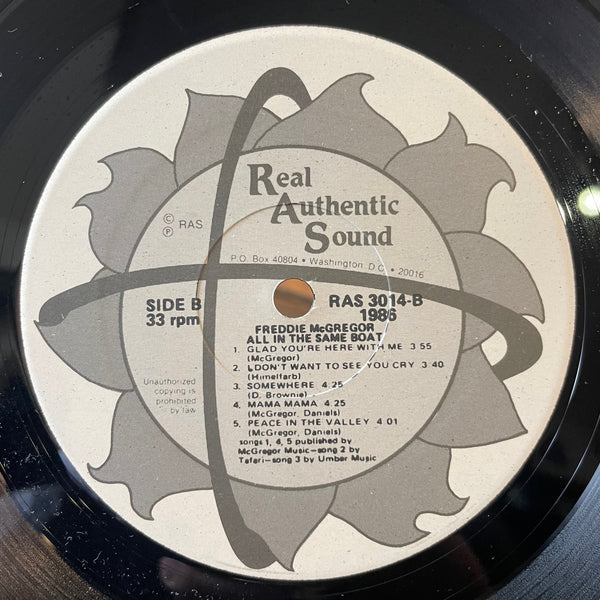 Real
Authentic
Sound
P.O. Box 40804 • Washington, D.C. • 20016
© ℗ RAS
SIDE B
33 rpm
RAS 3014-B
1986
FREDDIE McGREGOR
ALL IN THE SAME BOAT
1. GLAD YOU'RE HERE WITH ME 3 55
(McGregor)
2. I DON'T WANT TO SEE YOU CRY 3 40
(Himelfarb)
3. SOMEWHERE 4 25
(D. Brownie)
4. MAMA MAMA 4 25
(McGregor, Daniels)
5. PEACE IN THE VALLEY 4 01
(McGregor, Daniels)
songs 1, 4, 5 published by
McGregor Music—song 2 by
Tafari—song 3 by Umber Music
Unauthorized
copying is
prohibited
by law